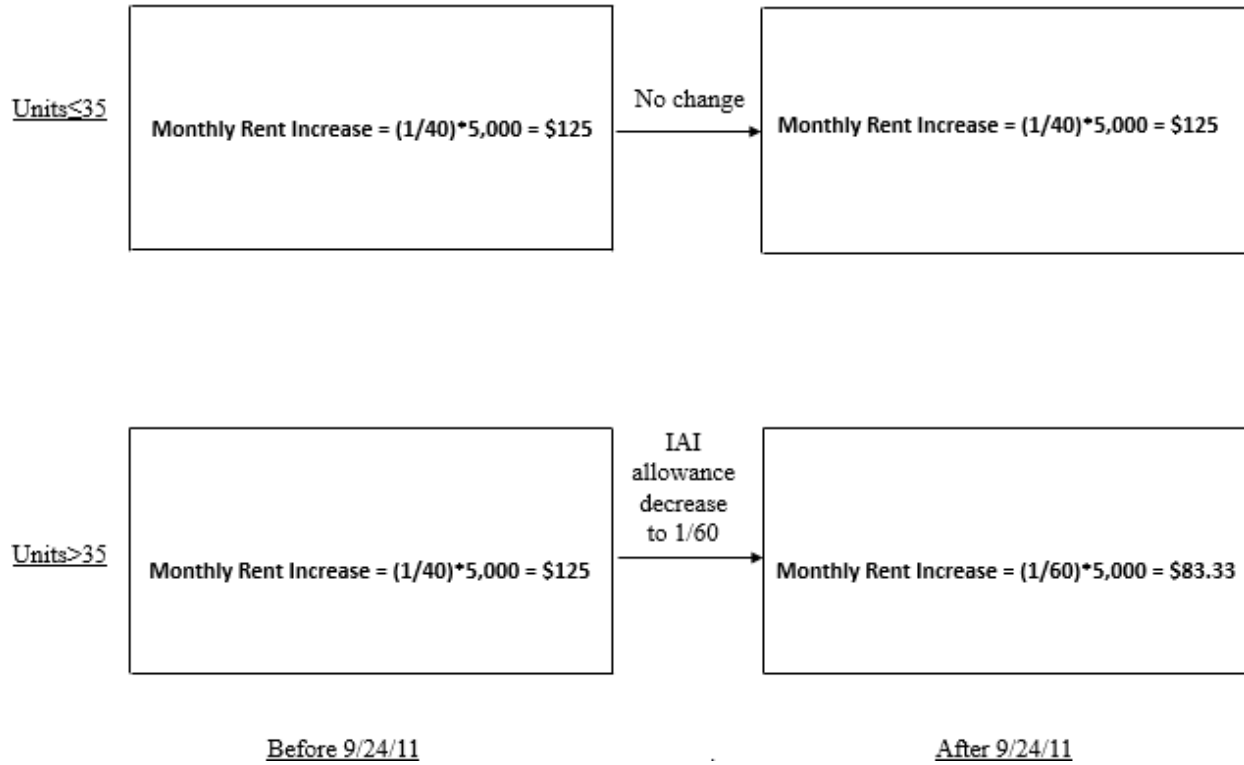 Units≤35
Monthly Rent Increase = (1/40)*5,000 = $125
No change
Monthly Rent Increase = (1/40)*5,000 = $125
Units>35
Monthly Rent Increase = (1/40)*5,000 = $125
IAI
allowance
decrease
to 1/60
Monthly Rent Increase = (1/60)*5,000 = $83.33
Before 9/24/11
After 9/24/11